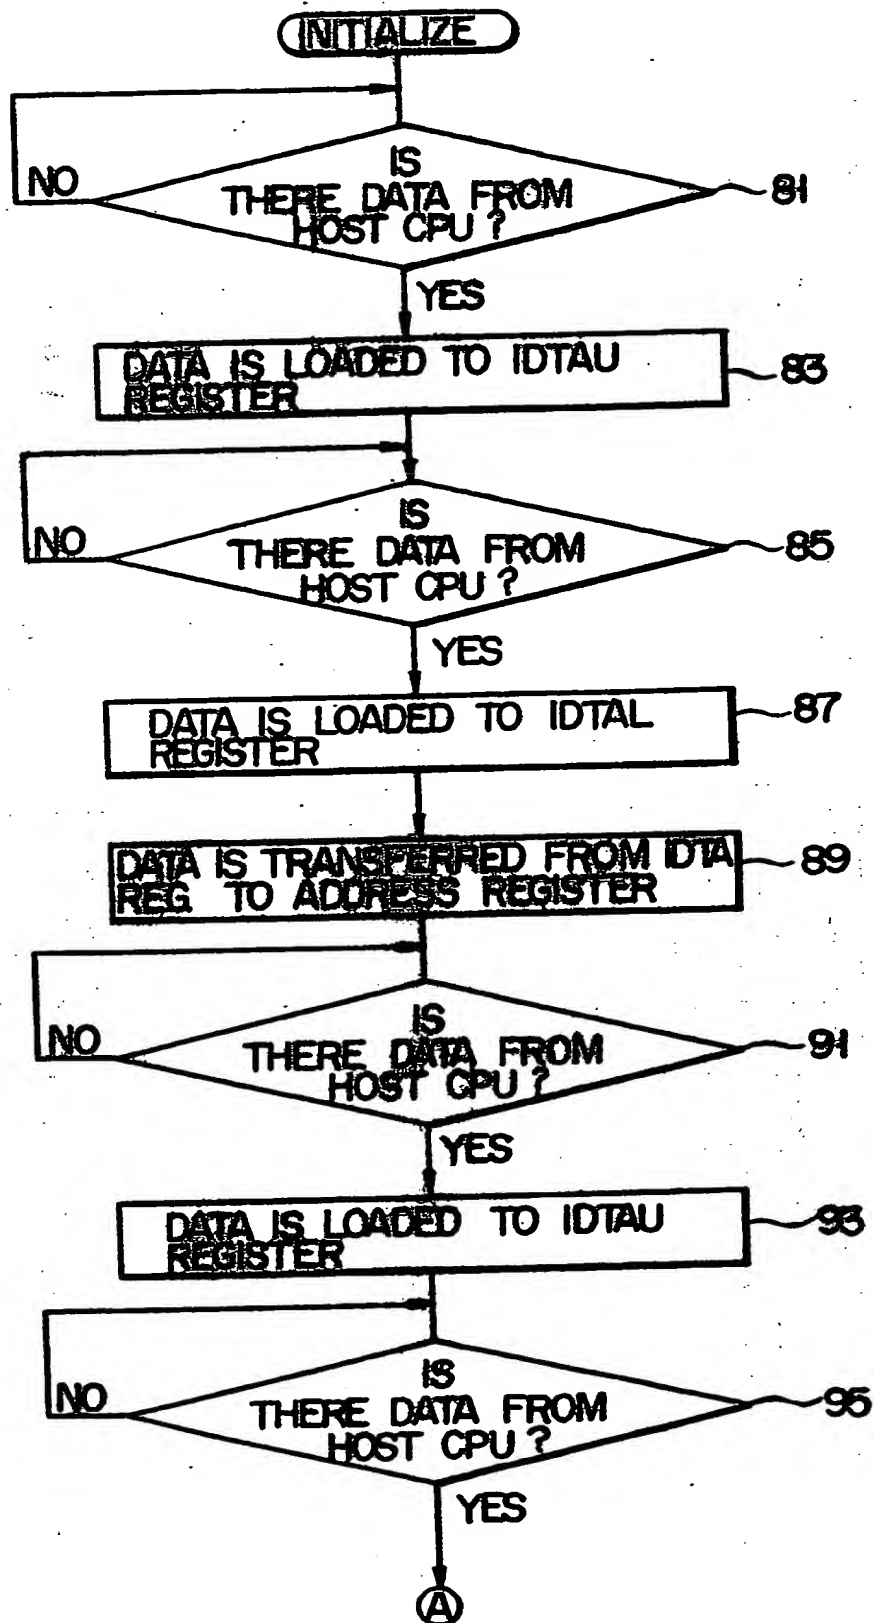 INITIALIZE
IS
THERE DATA FROM
HOST CPU ?
81
NO
YES
DATA IS LOADED TO IDTAU
REGISTER
83
IS
THERE DATA FROM
HOST CPU ?
85
NO
YES
DATA IS LOADED TO IDTAL
REGISTER
87
DATA IS TRANSFERRED FROM IDTA
REG. TO ADDRESS REGISTER
89
IS
THERE DATA FROM
HOST CPU ?
91
NO
YES
DATA IS LOADED TO IDTAU
REGISTER
93
IS
THERE DATA FROM
HOST CPU ?
95
NO
YES
A